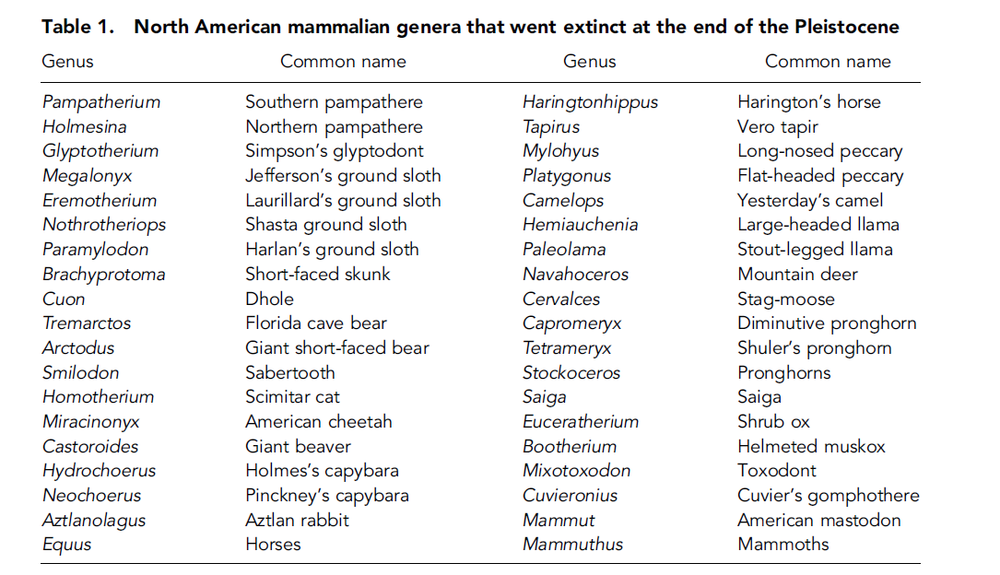 Table 1. North American mammalian genera that went extinct at the end of the Pleistocene
Genus Common name Genus Common name
Pampatherium Southern pampathere Haringtonhippus Harington's horse
Holmesina Northern pampathere Tapirus Vero tapir
Glyptotherium Simpson's glyptodont Mylohyus Long-nosed peccary
Megalonyx Jefferson's ground sloth Platygonus Flat-headed peccary
Eremotherium Laurillard's ground sloth Camelops Yesterday's camel
Nothrotheriops Shasta ground sloth Hemiauchenia Large-headed llama
Paramylodon Harlan's ground sloth Paleolama Stout-legged llama
Brachyprotoma Short-faced skunk Navahoceros Mountain deer
Cuon Dhole Cervalces Stag-moose
Tremarctos Florida cave bear Capromeryx Diminutive pronghorn
Arctodus Giant short-faced bear Tetrameryx Shuler's pronghorn
Smilodon Sabertooth Stockoceros Pronghorns
Homotherium Scimitar cat Saiga Saiga
Miracinonyx American cheetah Euceratherium Shrub ox
Castoroides Giant beaver Bootherium Helmeted muskox
Hydrochoerus Holmes's capybara Mixotoxodon Toxodont
Neochoerus Pinckney's capybara Cuvieronius Cuvier's gomphothere
Aztlanolagus Aztlan rabbit Mammut American mastodon
Equus Horses Mammuthus Mammoths